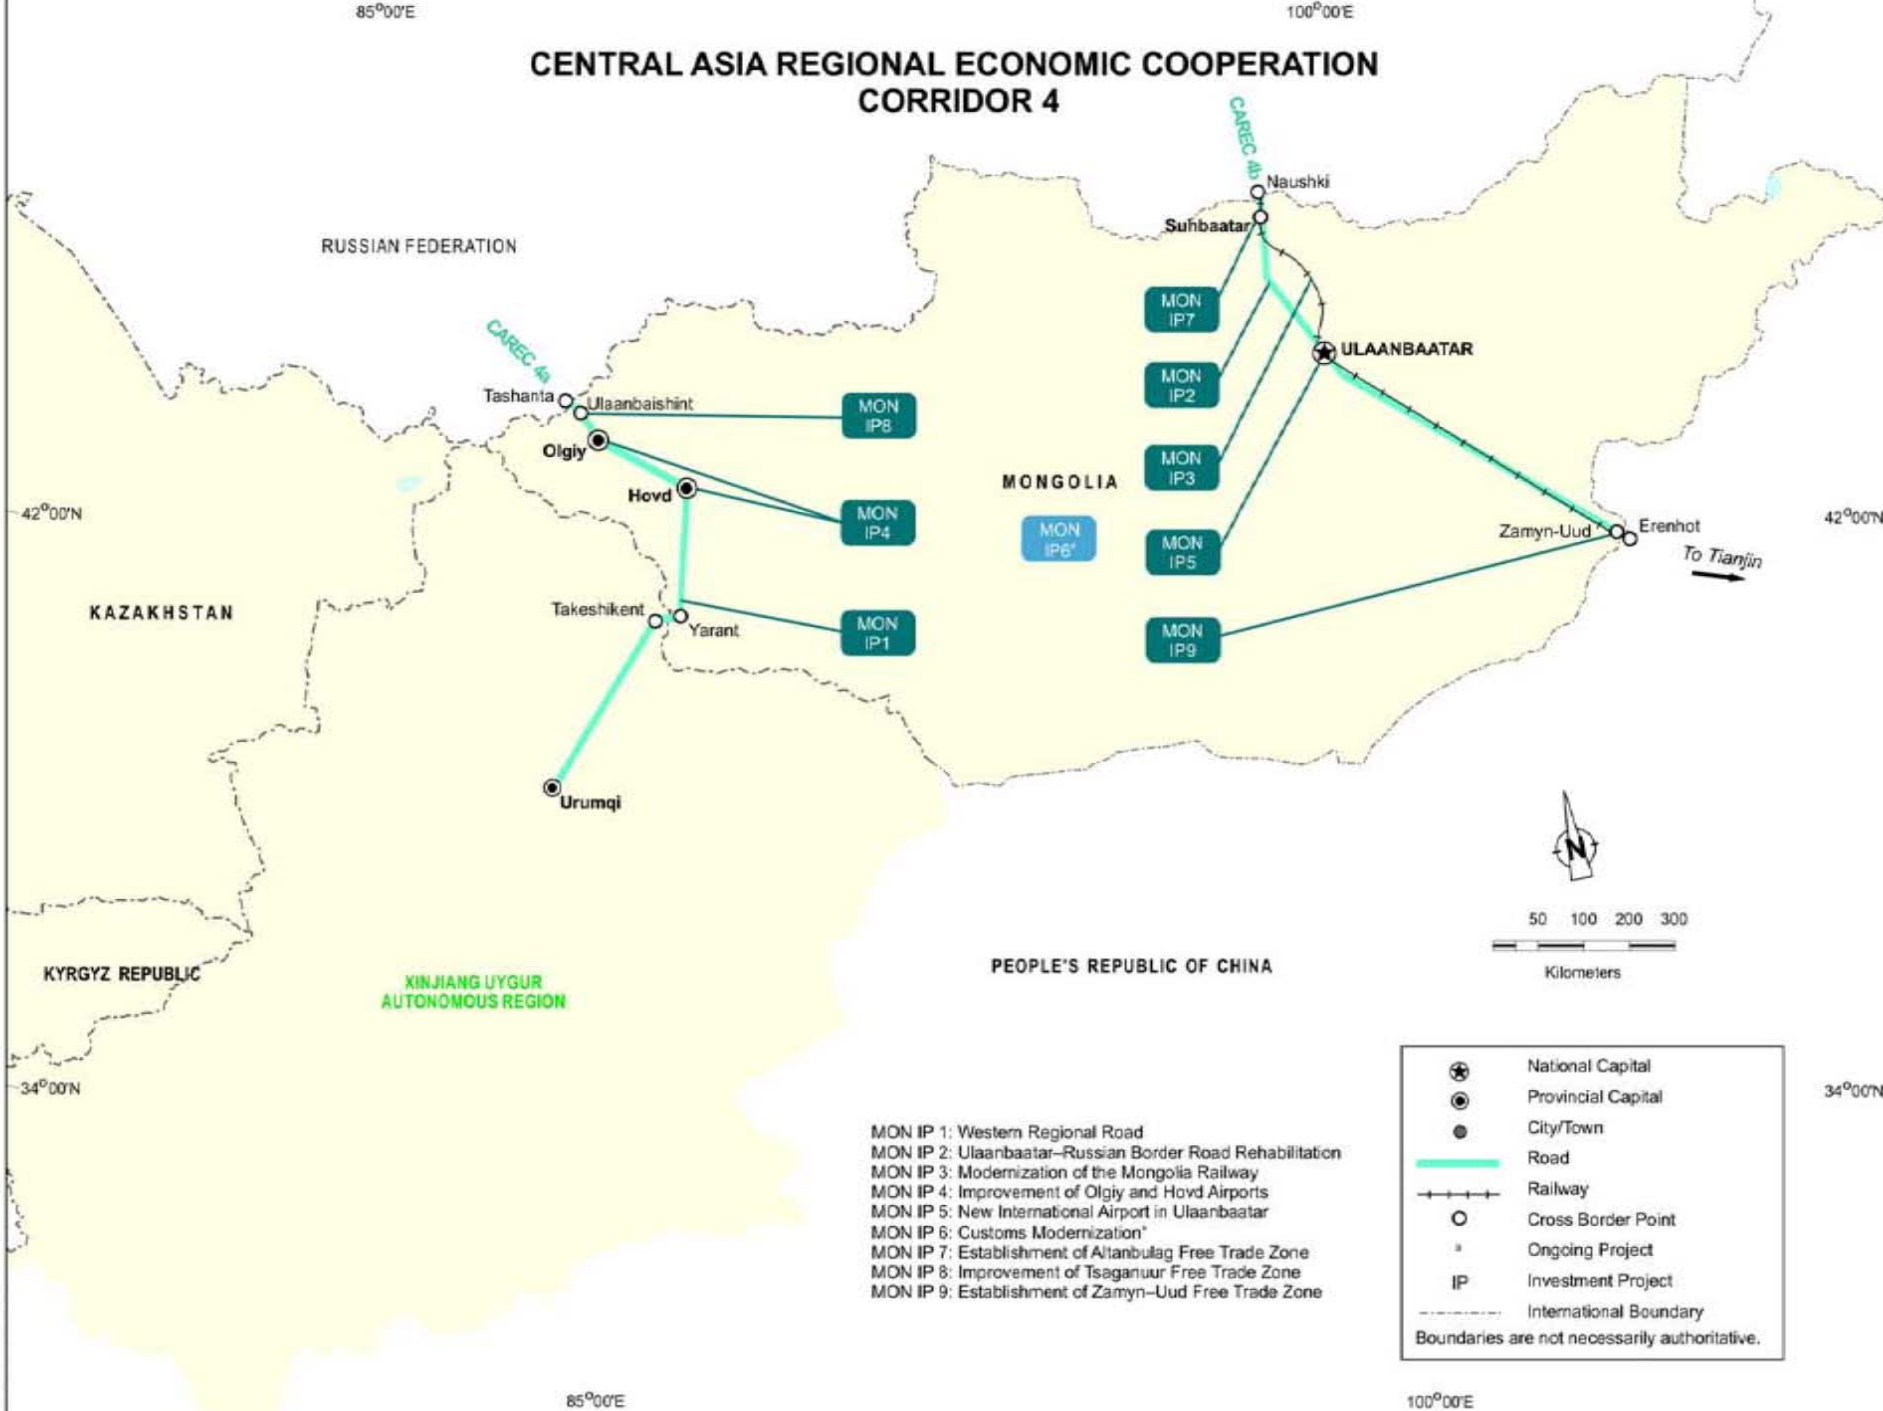 85°00'E
100°00'E
CENTRAL ASIA REGIONAL ECONOMIC COOPERATION
CORRIDOR 4
CAREC 4b
Naushki
Suhbaatar
RUSSIAN FEDERATION
MON
IP7
CAREC 4a
ULAANBAATAR
MON
IP2
Tashanta
Ulaanbaishint
MON
IP8
Olgiy
MON
IP3
MONGOLIA
Hovd
42°00'N
42°00'N
MON
IP4
MON
IP6*
Zamyn-Uud
Erenhot
To Tianjin
MON
IP5
KAZAKHSTAN
Takeshikent
Yarant
MON
IP1
MON
IP9
Urumqi
N
50 100 200 300
Kilometers
KYRGYZ REPUBLIC
XINJIANG UYGUR
AUTONOMOUS REGION
PEOPLE'S REPUBLIC OF CHINA
34°00'N
34°00'N
MON IP 1: Western Regional Road
MON IP 2: Ulaanbaatar–Russian Border Road Rehabilitation
MON IP 3: Modernization of the Mongolia Railway
MON IP 4: Improvement of Olgiy and Hovd Airports
MON IP 5: New International Airport in Ulaanbaatar
MON IP 6: Customs Modernization*
MON IP 7: Establishment of Altanbulag Free Trade Zone
MON IP 8: Improvement of Tsaganuur Free Trade Zone
MON IP 9: Establishment of Zamyn–Uud Free Trade Zone
National Capital
Provincial Capital
City/Town
Road
Railway
Cross Border Point
Ongoing Project
IP Investment Project
International Boundary
Boundaries are not necessarily authoritative.
85°00'E
100°00'E